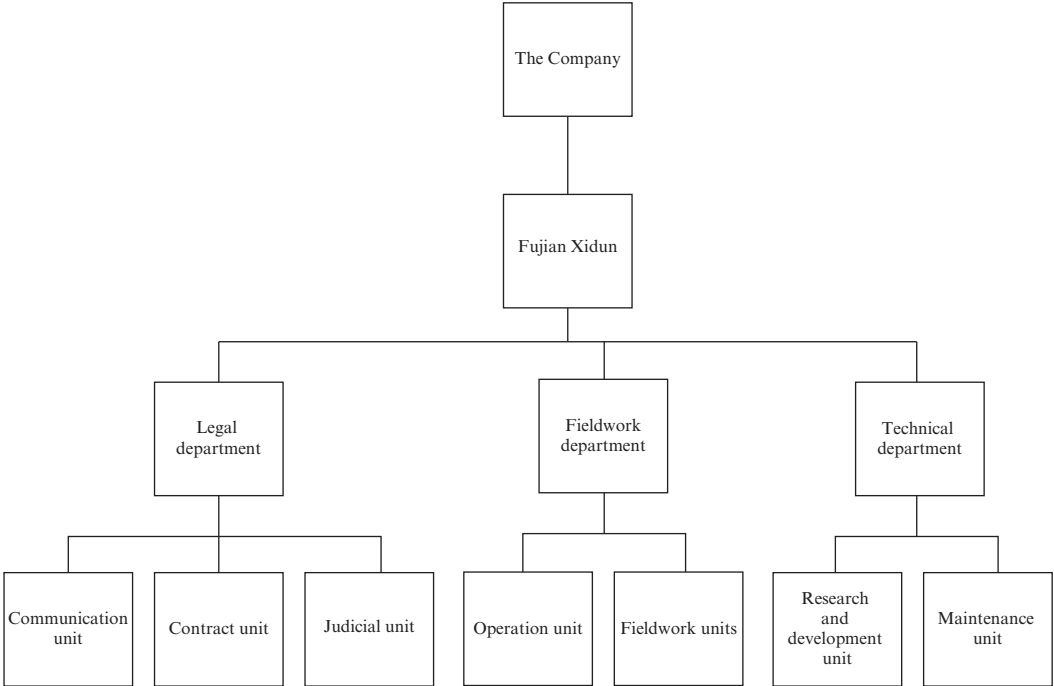 The Company
Fujian Xidun
Legal
department
Fieldwork
department
Technical
department
Communication
unit
Contract unit
Judicial unit
Operation unit
Fieldwork units
Research
and
development
unit
Maintenance
unit